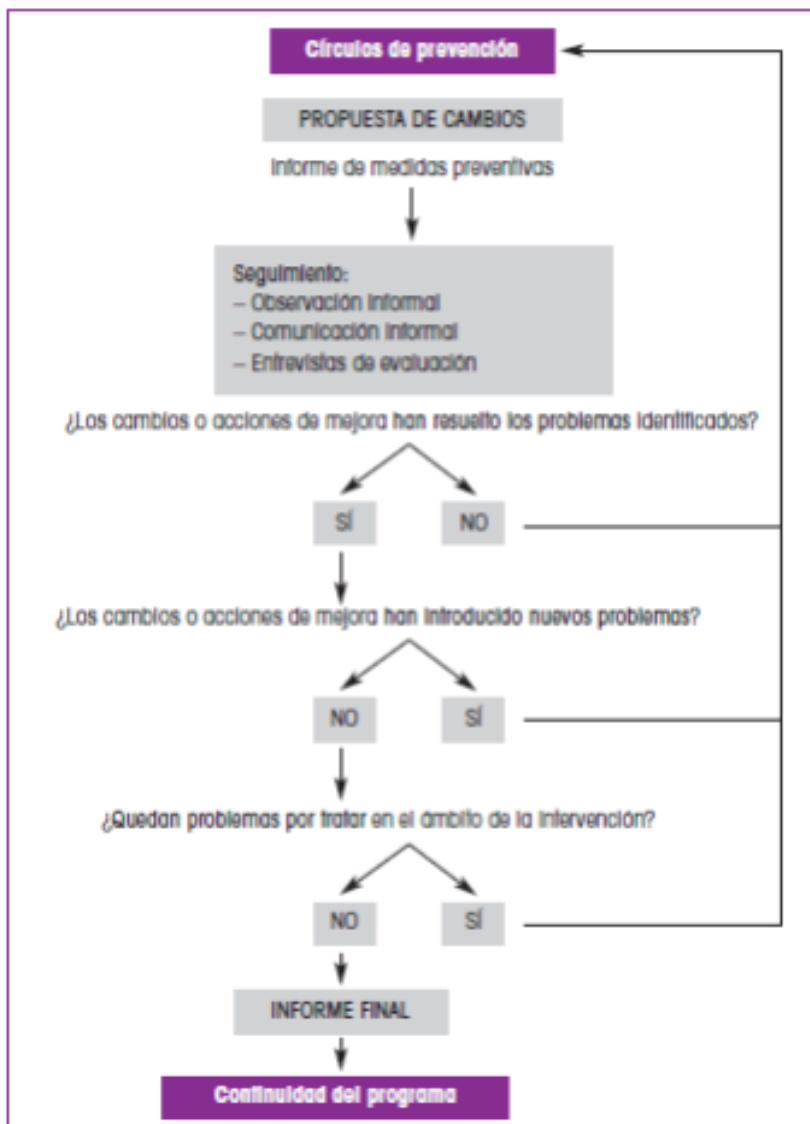 Círculos de prevención
PROPUESTA DE CAMBIOS
Informe de medidas preventivas
Seguimiento:
– Observación informal
– Comunicación informal
– Entrevistas de evaluación
¿Los cambios o acciones de mejora han resuelto los problemas identificados?
SÍ NO
¿Los cambios o acciones de mejora han introducido nuevos problemas?
NO SÍ
¿Quedan problemas por tratar en el ámbito de la intervención?
NO SÍ
INFORME FINAL
Continuidad del programa